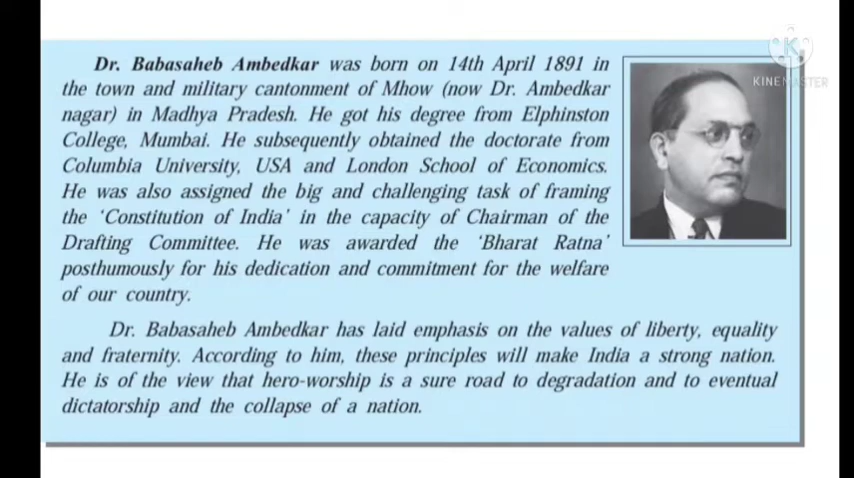 Dr. Babasaheb Ambedkar was born on 14th April 1891 in
the town and military cantonment of Mhow (now Dr. Ambedkar
nagar) in Madhya Pradesh. He got his degree from Elphinston
College, Mumbai. He subsequently obtained the doctorate from
Columbia University, USA and London School of Economics.
He was also assigned the big and challenging task of framing
the ‘Constitution of India’ in the capacity of Chairman of the
Drafting Committee. He was awarded the ‘Bharat Ratna’
posthumously for his dedication and commitment for the welfare
of our country.
Dr. Babasaheb Ambedkar has laid emphasis on the values of liberty, equality
and fraternity. According to him, these principles will make India a strong nation.
He is of the view that hero-worship is a sure road to degradation and to eventual
dictatorship and the collapse of a nation.
K
KINEMASTER